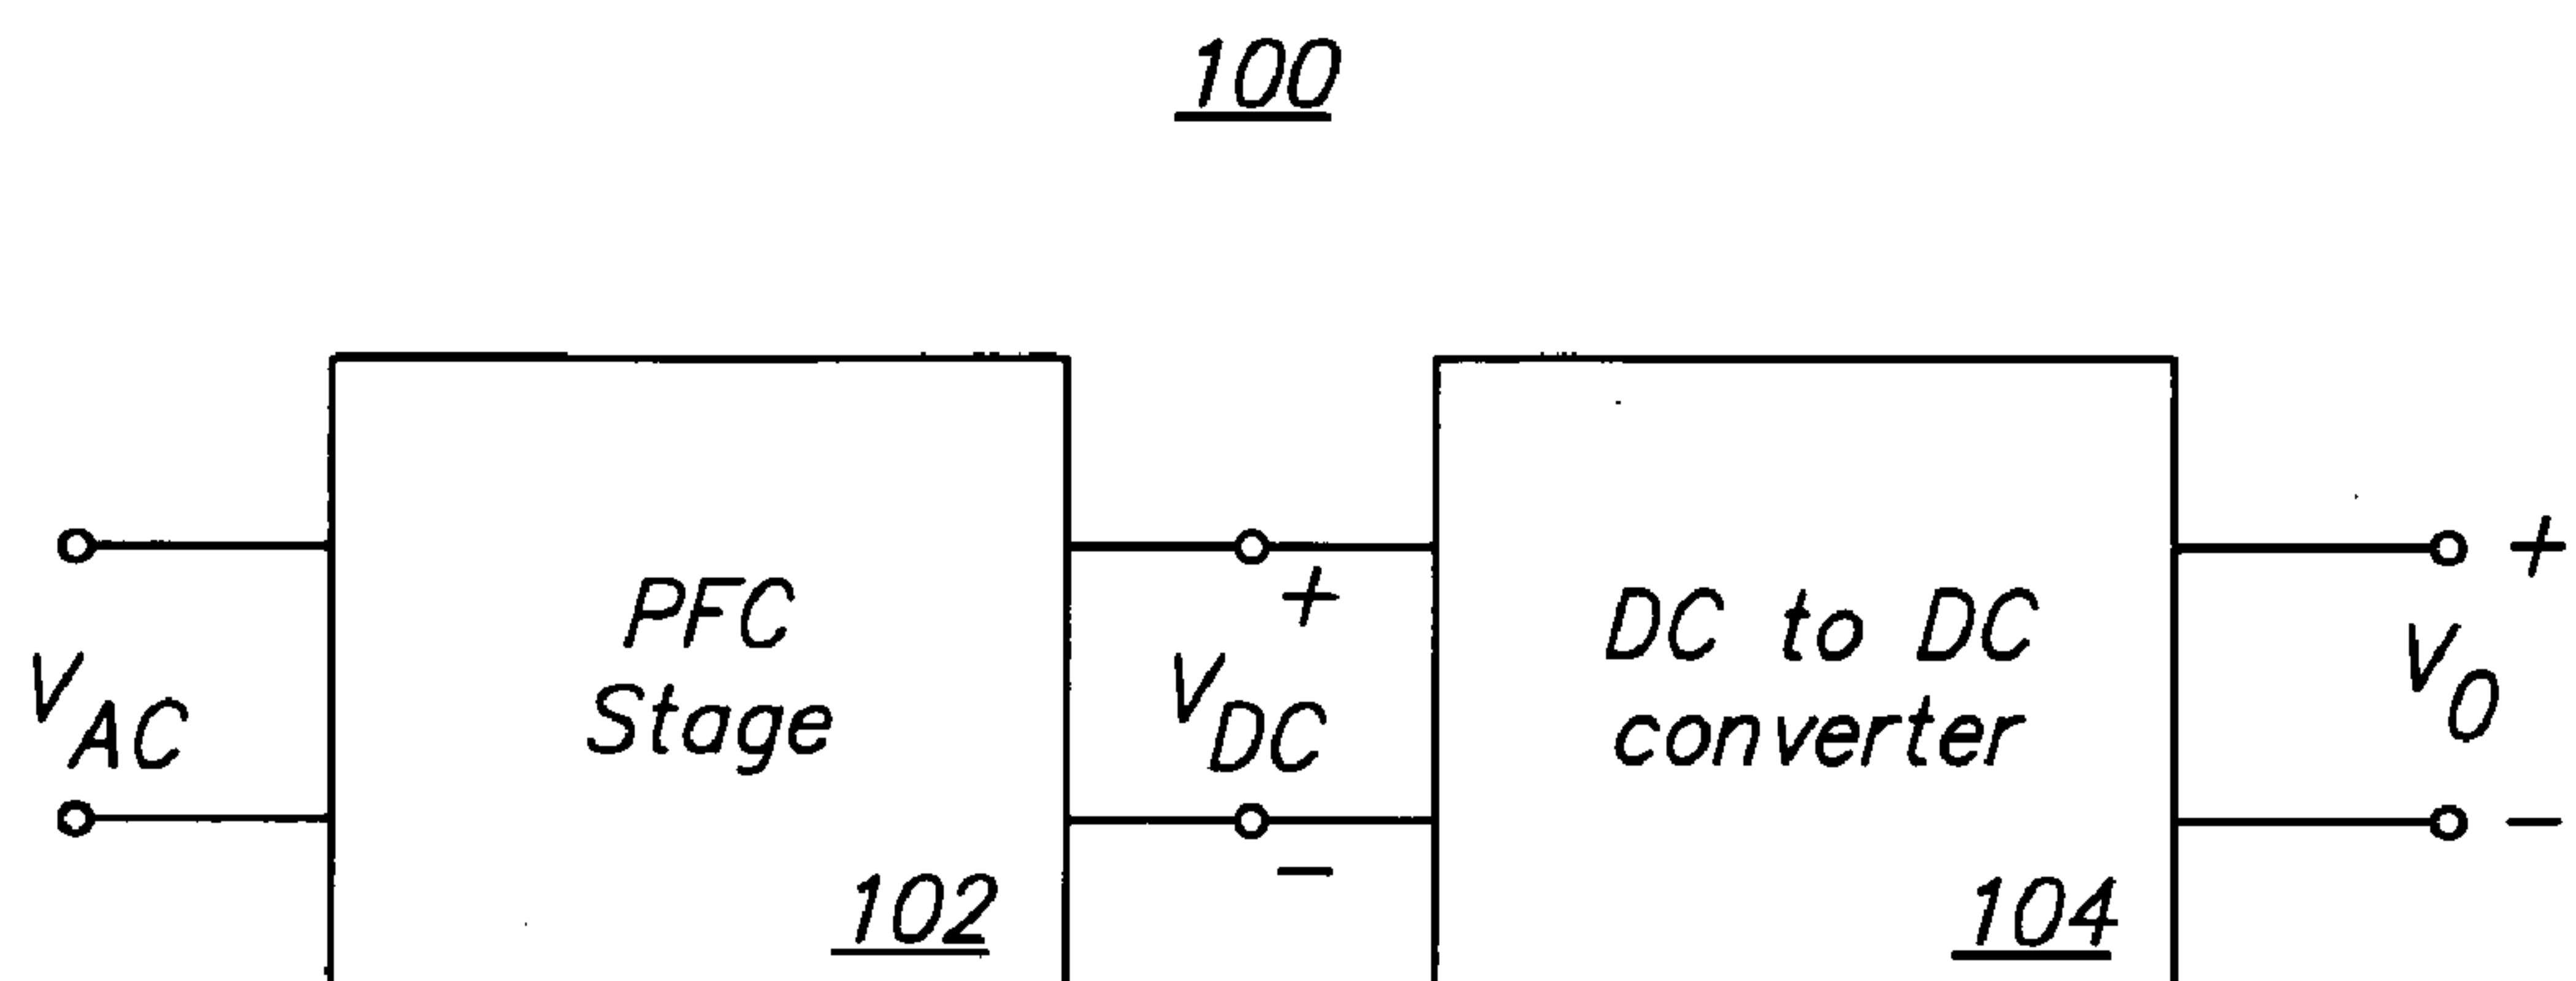 100
PFC
Stage
102
DC to DC
converter
104
V_AC
+
V_DC
-
+
V_O
-